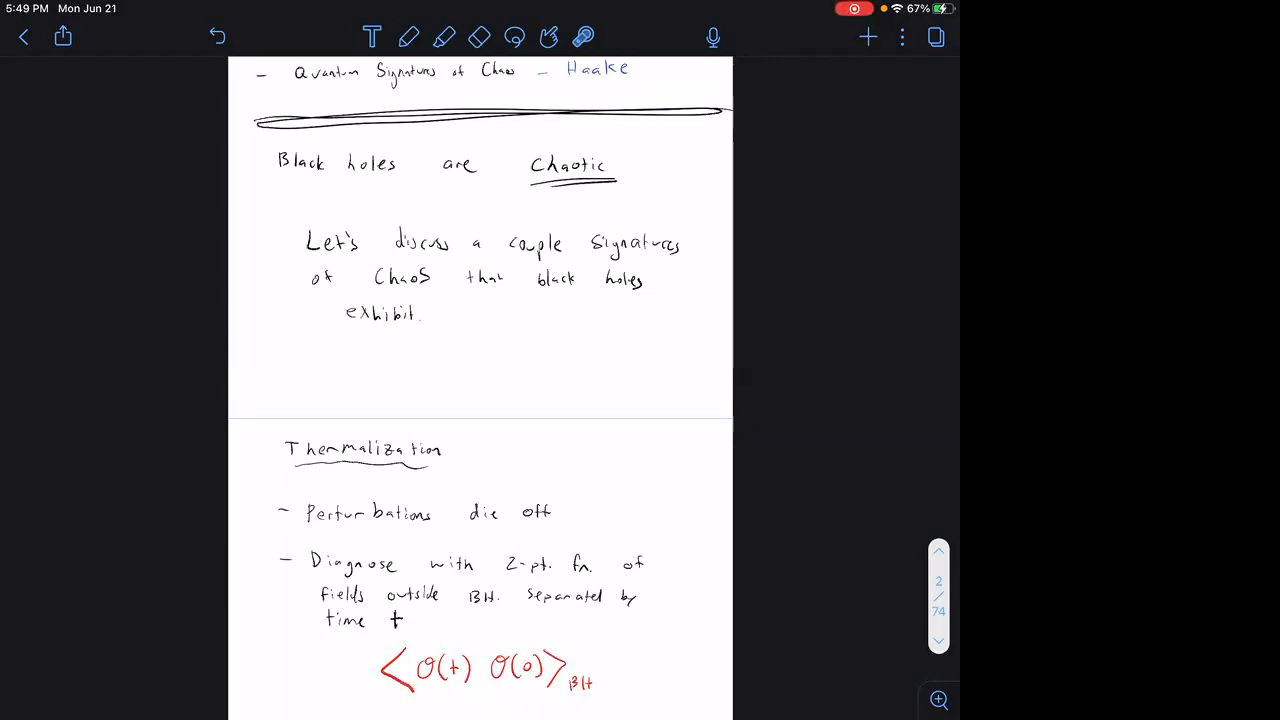 5:49 PM Mon Jun 21
67%
- Quantum Signatures of Chaos - Haake
Black holes are Chaotic
Let's discuss a couple signatures
of Chaos that black holes
exhibit.
Thermalization
- Perturbations die off
- Diagnose with 2-pt. fn. of
fields outside BH. Separated by
time t
< O(t) O(0) >BH
2
/
74